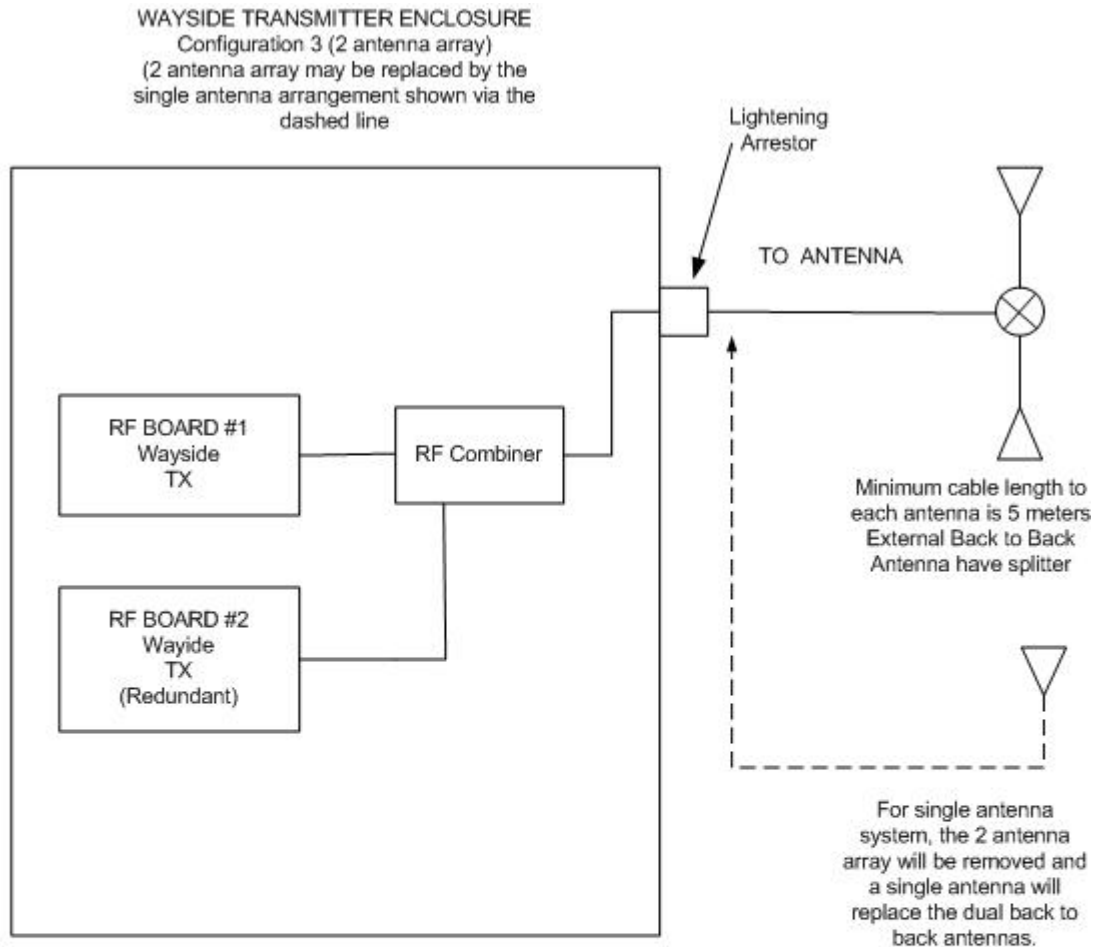 WAYSIDE TRANSMITTER ENCLOSURE
Configuration 3 (2 antenna array)
(2 antenna array may be replaced by the
single antenna arrangement shown via the
dashed line
Lightening
Arrestor
TO ANTENNA
RF BOARD #1
Wayside
TX
RF Combiner
RF BOARD #2
Wayide
TX
(Redundant)
Minimum cable length to
each antenna is 5 meters
External Back to Back
Antenna have splitter
For single antenna
system, the 2 antenna
array will be removed and
a single antenna will
replace the dual back to
back antennas.